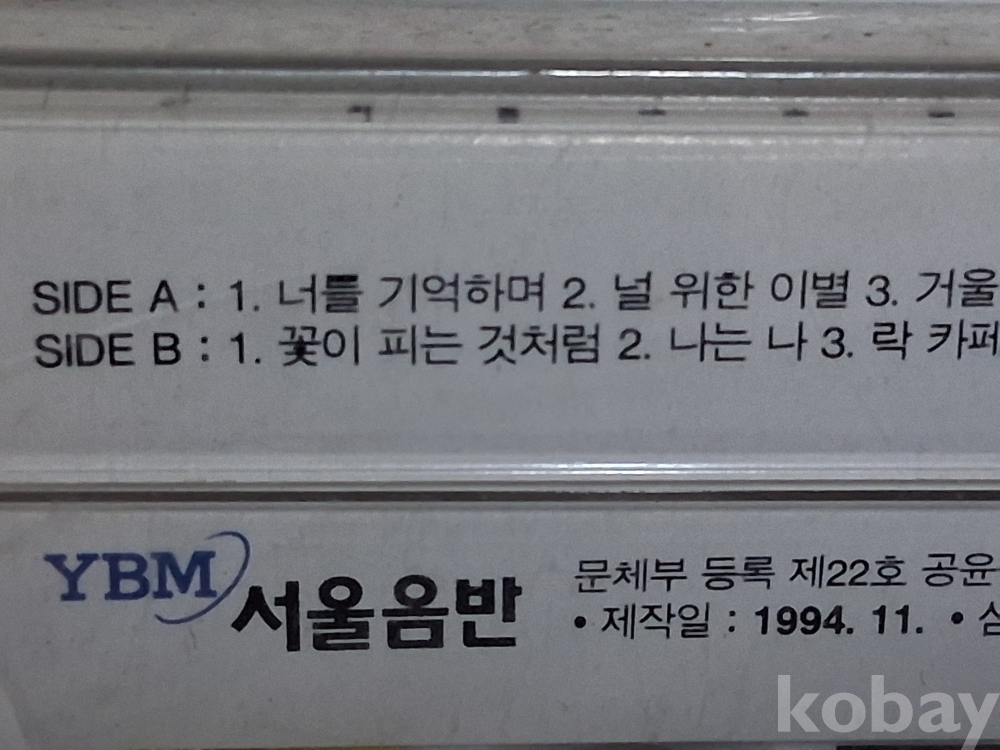 SIDE A : 1. 너를 기억하며 2. 널 위한 이별 3. 거울
SIDE B : 1. 꽃이 피는 것처럼 2. 나는 나 3. 락 카페
YBM 서울음반
문체부 등록 제22호 공윤
• 제작일 : 1994. 11. •
kobay